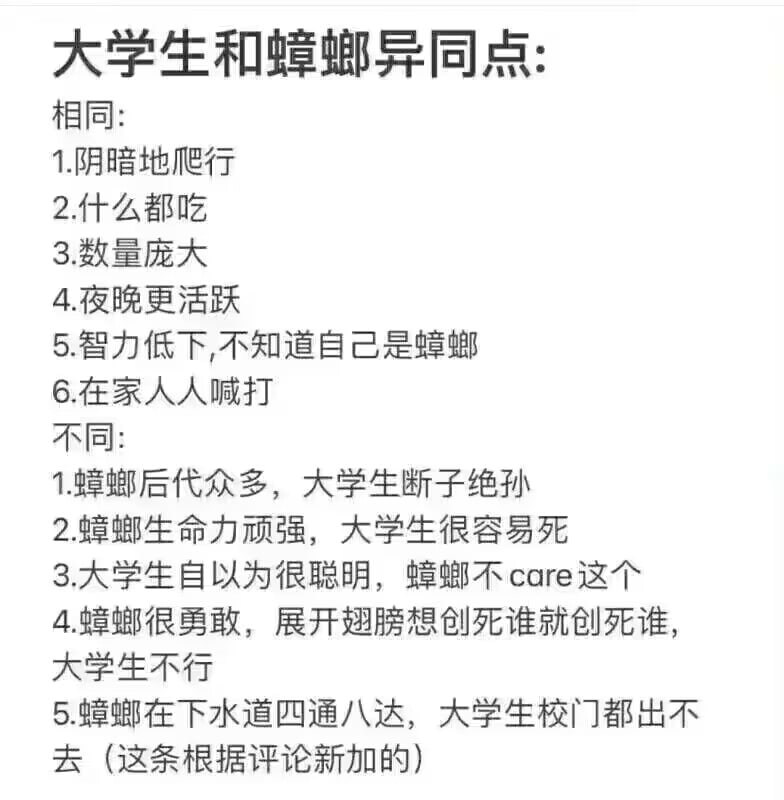 大学生和蟑螂异同点:
相同:
1.阴暗地爬行
2.什么都吃
3.数量庞大
4.夜晚更活跃
5.智力低下,不知道自己是蟑螂
6.在家人人喊打
不同:
1.蟑螂后代众多，大学生断子绝孙
2.蟑螂生命力顽强，大学生很容易死
3.大学生自以为很聪明，蟑螂不care这个
4.蟑螂很勇敢，展开翅膀想创死谁就创死谁，
大学生不行
5.蟑螂在下水道四通八达，大学生校门都出不
去（这条根据评论新加的）